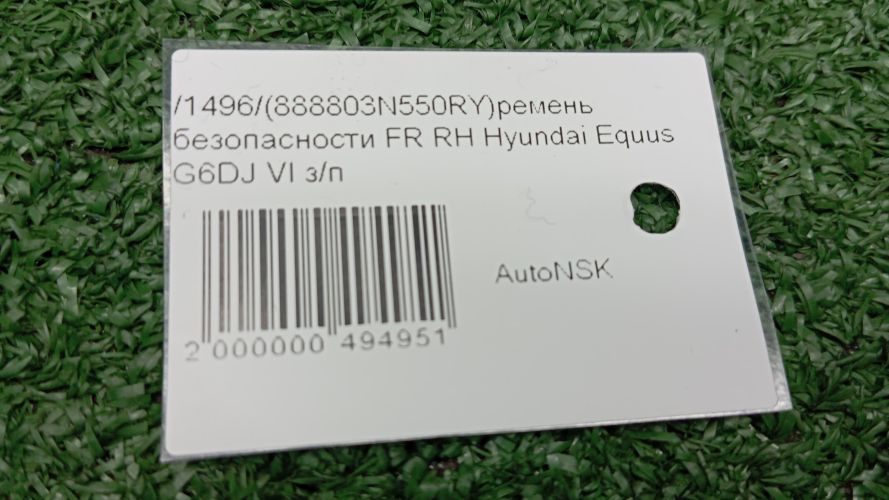 /1496/(888803N550RY)ремень
безопасности FR RH Hyundai Equus
G6DJ VI з/п
AutoNSK
2 000000 494951